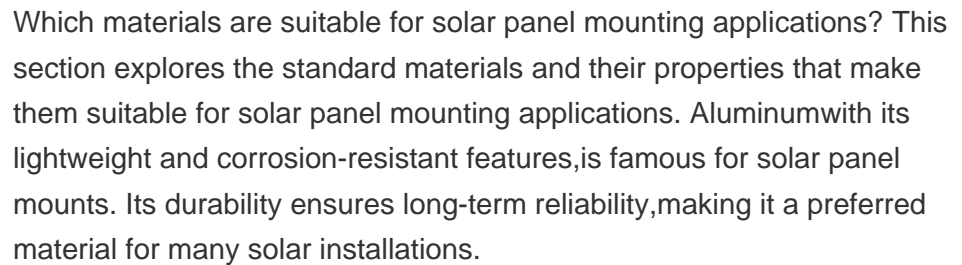 Which materials are suitable for solar panel mounting applications? This
section explores the standard materials and their properties that make
them suitable for solar panel mounting applications. Aluminumwith its
lightweight and corrosion-resistant features,is famous for solar panel
mounts. Its durability ensures long-term reliability,making it a preferred
material for many solar installations.